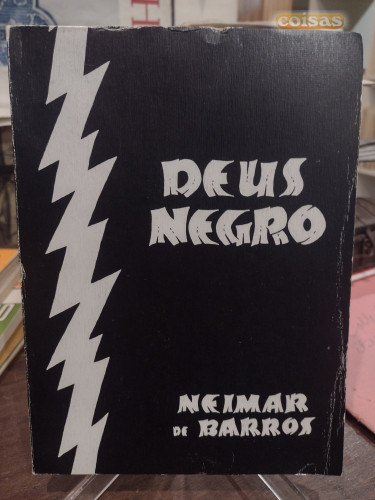 coisas
DEUS
NEGRO
NEIMAR
DE BARROS